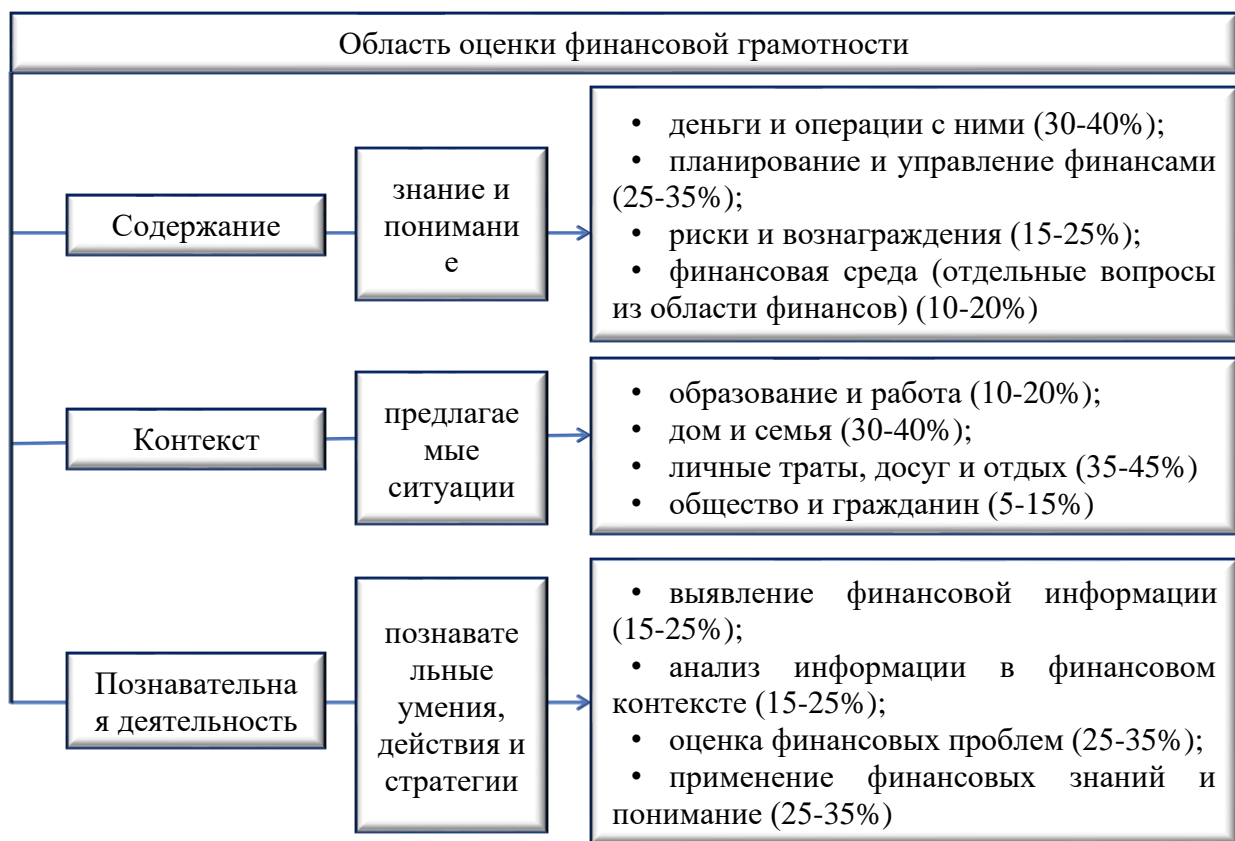 Область оценки финансовой грамотности
Содержание
знание и
понимани
е
• деньги и операции с ними (30-40%);
• планирование и управление финансами
(25-35%);
• риски и вознаграждения (15-25%);
• финансовая среда (отдельные вопросы
из области финансов) (10-20%)
Контекст
предлагае
мые
ситуации
• образование и работа (10-20%);
• дом и семья (30-40%);
• личные траты, досуг и отдых (35-45%)
• общество и гражданин (5-15%)
Познавательна
я деятельность
познавате
льные
умения,
действия и
стратегии
• выявление финансовой информации
(15-25%);
• анализ информации в финансовом
контексте (15-25%);
• оценка финансовых проблем (25-35%);
• применение финансовых знаний и
понимание (25-35%)